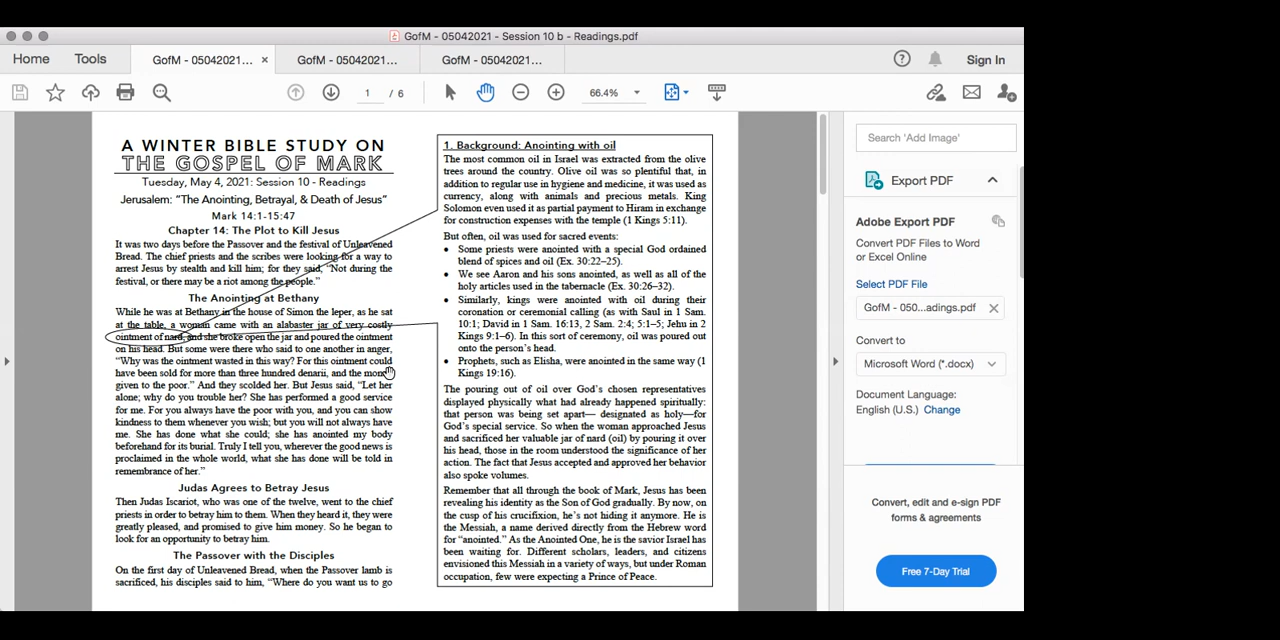 GofM - 05042021 - Session 10 b - Readings.pdf
Home
Tools
GofM - 05042021... ×
GofM - 05042021...
GofM - 05042021...
Sign In
1 / 6
66.4%
A WINTER BIBLE STUDY ON
THE GOSPEL OF MARK
Tuesday, May 4, 2021: Session 10 - Readings
Jerusalem: “The Anointing, Betrayal, & Death of Jesus”
Mark 14:1-15:47
Chapter 14: The Plot to Kill Jesus
It was two days before the Passover and the festival of Unleavened
Bread. The chief priests and the scribes were looking for a way to
arrest Jesus by stealth and kill him; for they said, “Not during the
festival, or there may be a riot among the people.”
The Anointing at Bethany
While he was at Bethany in the house of Simon the leper, as he sat
at the table, a woman came with an alabaster jar of very costly
ointment of nard, and she broke open the jar and poured the ointment
on his head. But some were there who said to one another in anger,
“Why was the ointment wasted in this way? For this ointment could
have been sold for more than three hundred denarii, and the money
given to the poor.” And they scolded her. But Jesus said, “Let her
alone; why do you trouble her? She has performed a good service
for me. For you always have the poor with you, and you can show
kindness to them whenever you wish; but you will not always have
me. She has done what she could; she has anointed my body
beforehand for its burial. Truly I tell you, wherever the good news is
proclaimed in the whole world, what she has done will be told in
remembrance of her.”
Judas Agrees to Betray Jesus
Then Judas Iscariot, who was one of the twelve, went to the chief
priests in order to betray him to them. When they heard it, they were
greatly pleased, and promised to give him money. So he began to
look for an opportunity to betray him.
The Passover with the Disciples
On the first day of Unleavened Bread, when the Passover lamb is
sacrificed, his disciples said to him, “Where do you want us to go
1. Background: Anointing with oil
The most common oil in Israel was extracted from the olive
trees around the country. Olive oil was so plentiful that, in
addition to regular use in hygiene and medicine, it was used as
currency, along with animals and precious metals. King
Solomon even used it as partial payment to Hiram in exchange
for construction expenses with the temple (1 Kings 5:11).
But often, oil was used for sacred events:
• Some priests were anointed with a special God ordained
blend of spices and oil (Ex. 30:22–25).
• We see Aaron and his sons anointed, as well as all of the
holy articles used in the tabernacle (Ex. 30:26–32).
• Similarly, kings were anointed with oil during their
coronation or ceremonial calling (as with Saul in 1 Sam.
10:1; David in 1 Sam. 16:13, 2 Sam. 2:4; 5:1–5; Jehu in 2
Kings 9:1–6). In this sort of ceremony, oil was poured out
onto the person’s head.
• Prophets, such as Elisha, were anointed in the same way (1
Kings 19:16).
The pouring out of oil over God’s chosen representatives
displayed physically what had already happened spiritually:
that person was being set apart— designated as holy—for
God’s special service. So when the woman approached Jesus
and sacrificed her valuable jar of nard (oil) by pouring it over
his head, those in the room understood the significance of her
action. The fact that Jesus accepted and approved her behavior
also spoke volumes.
Remember that all through the book of Mark, Jesus has been
revealing his identity as the Son of God gradually. By now, on
the cusp of his crucifixion, he’s not hiding it anymore. He is
the Messiah, a name derived directly from the Hebrew word
for “anointed.” As the Anointed One, he is the savior Israel has
been waiting for. Different scholars, leaders, and citizens
envisioned this Messiah in a variety of ways, but under Roman
occupation, few were expecting a Prince of Peace.
Search 'Add Image'
Export PDF
Adobe Export PDF
Convert PDF Files to Word
or Excel Online
Select PDF File
GofM - 050...adings.pdf
Convert to
Microsoft Word (*.docx)
Document Language:
English (U.S.) Change
Convert, edit and e-sign PDF
forms & agreements
Free 7-Day Trial